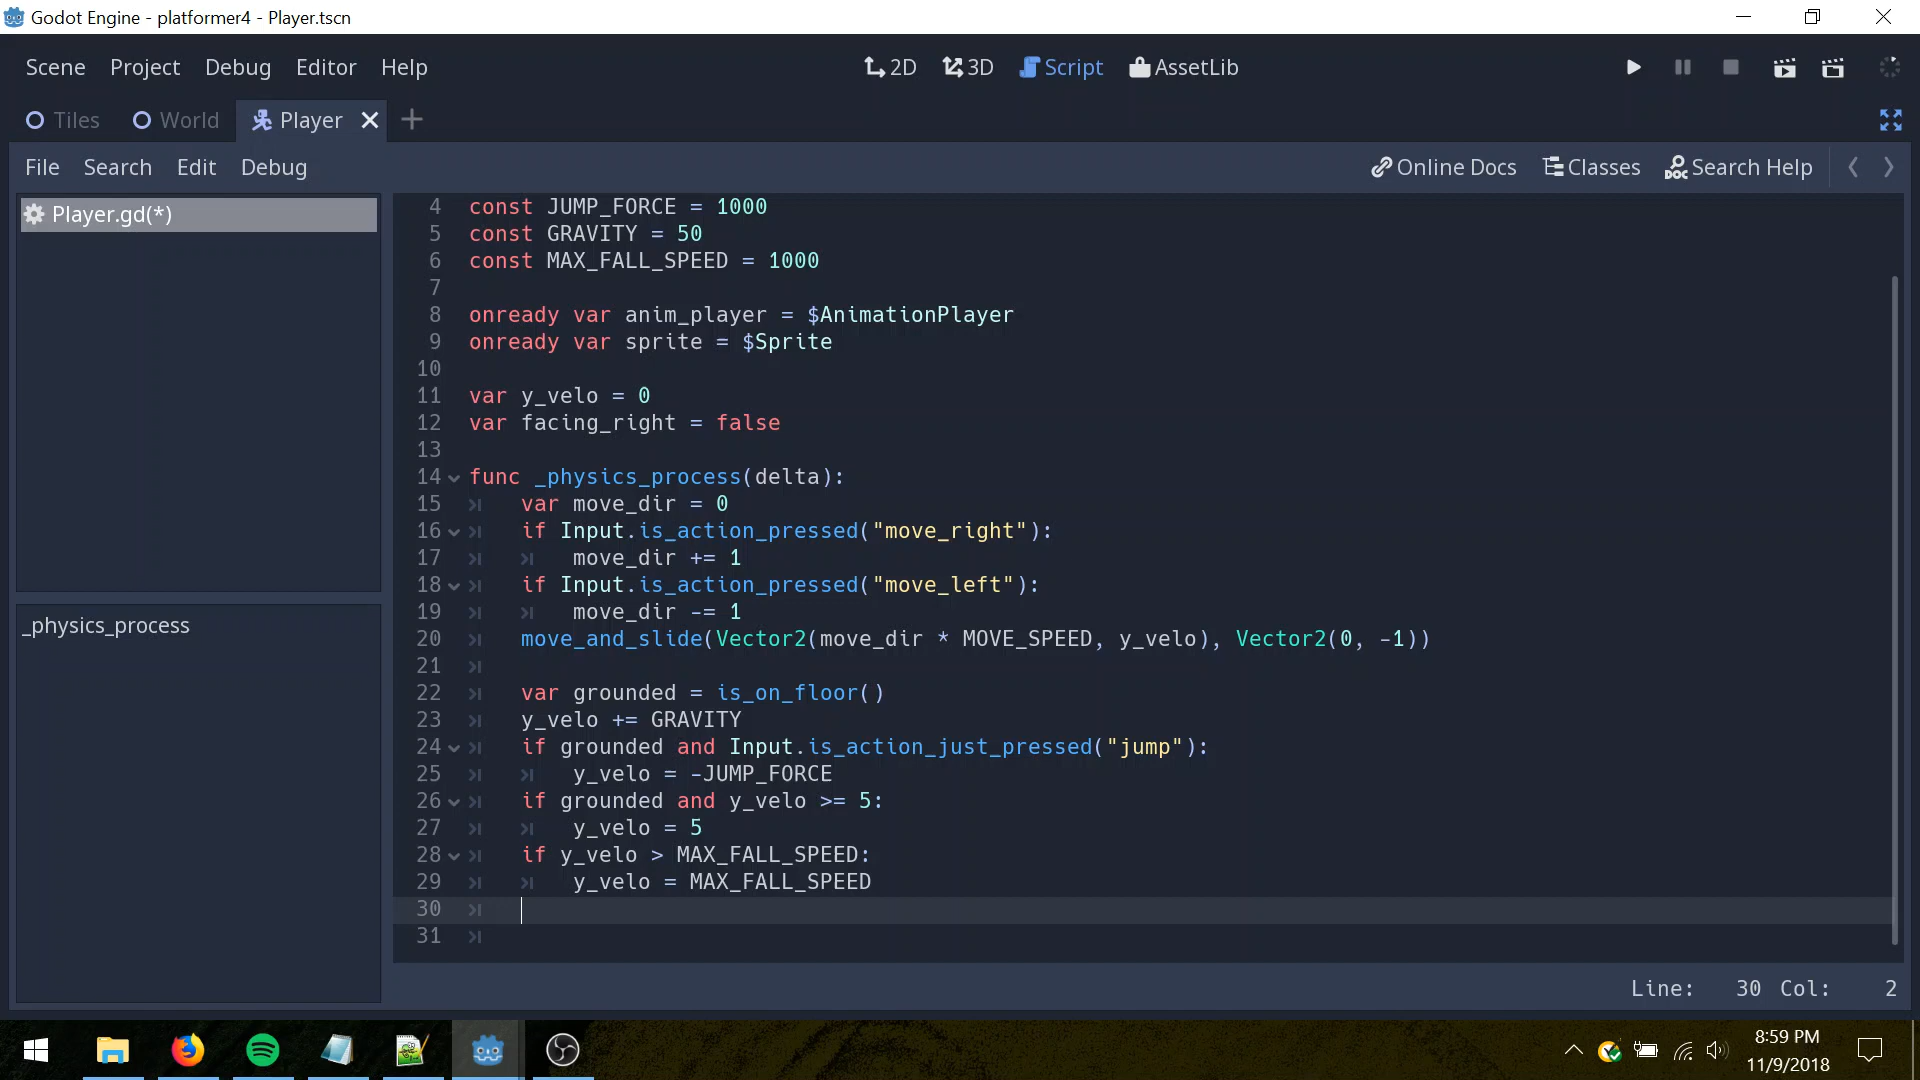 Godot Engine - platformer4 - Player.tscn
Scene Project Debug Editor Help 2D 3D Script AssetLib
Tiles World Player
File Search Edit Debug Online Docs Classes Search Help
Player.gd(*)
_physics_process
4 const JUMP_FORCE = 1000
5 const GRAVITY = 50
6 const MAX_FALL_SPEED = 1000
7
8 onready var anim_player = $AnimationPlayer
9 onready var sprite = $Sprite
10
11 var y_velo = 0
12 var facing_right = false
13
14 func _physics_process(delta):
15 var move_dir = 0
16 if Input.is_action_pressed("move_right"):
17 move_dir += 1
18 if Input.is_action_pressed("move_left"):
19 move_dir -= 1
20 move_and_slide(Vector2(move_dir * MOVE_SPEED, y_velo), Vector2(0, -1))
21
22 var grounded = is_on_floor()
23 y_velo += GRAVITY
24 if grounded and Input.is_action_just_pressed("jump"):
25 y_velo = -JUMP_FORCE
26 if grounded and y_velo >= 5:
27 y_velo = 5
28 if y_velo > MAX_FALL_SPEED:
29 y_velo = MAX_FALL_SPEED
30
31
Line: 30 Col: 2
8:59 PM
11/9/2018